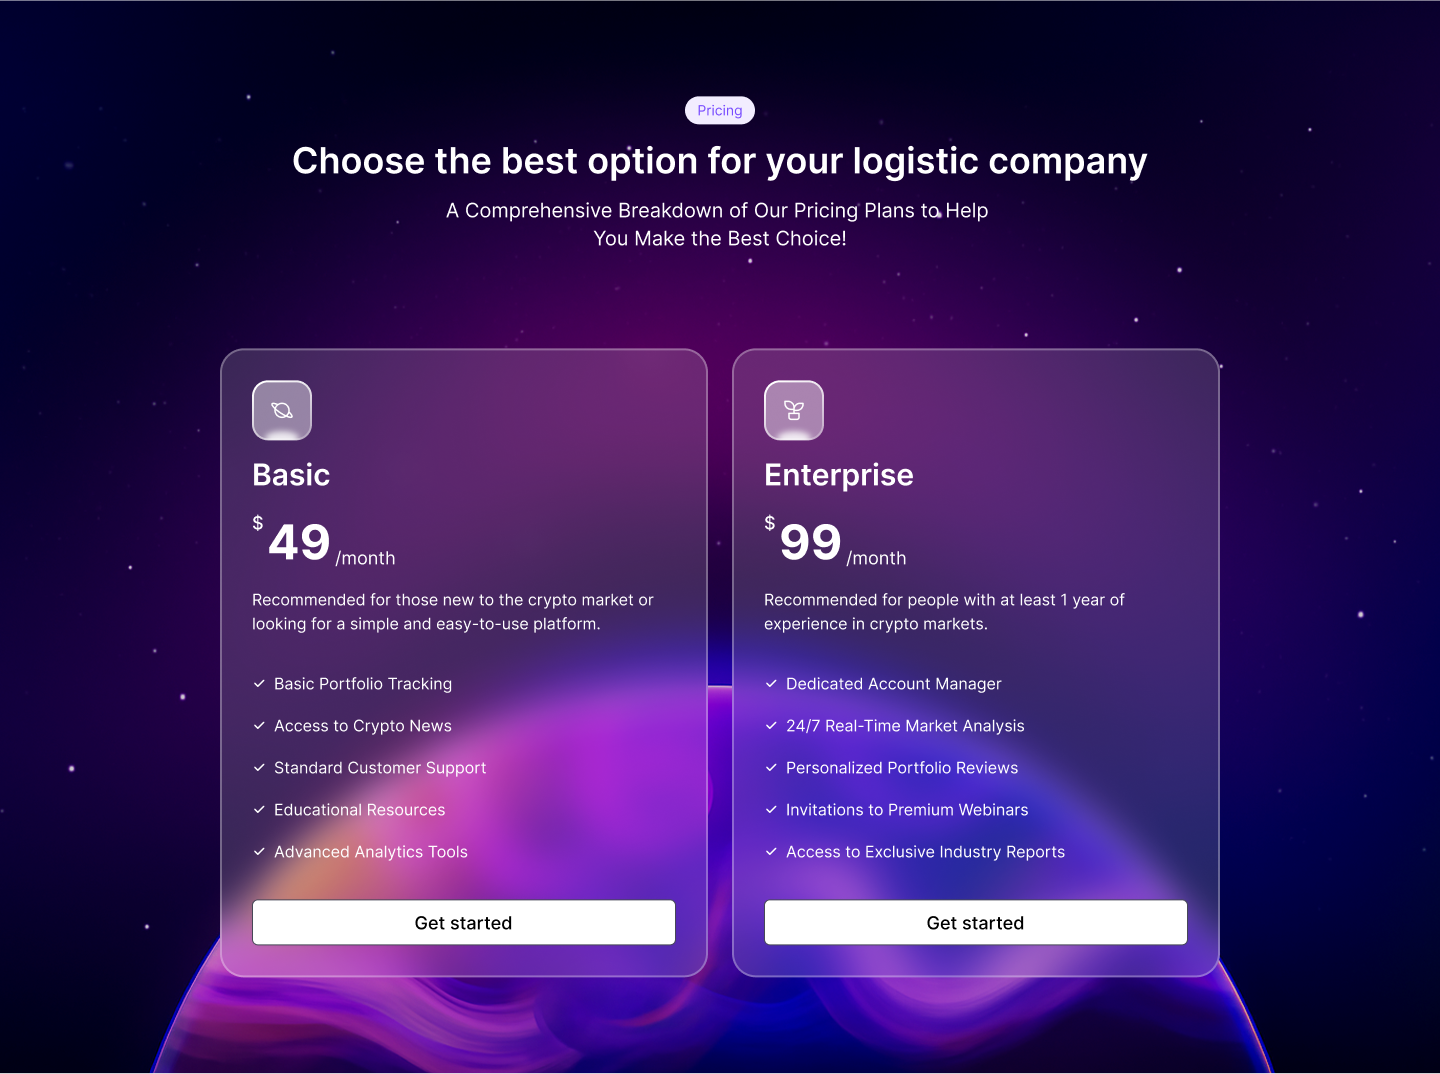 Pricing
Choose the best option for your logistic company
A Comprehensive Breakdown of Our Pricing Plans to Help
You Make the Best Choice!
Basic
$49/month
Recommended for those new to the crypto market or
looking for a simple and easy-to-use platform.
Basic Portfolio Tracking
Access to Crypto News
Standard Customer Support
Educational Resources
Advanced Analytics Tools
Get started
Enterprise
$99/month
Recommended for people with at least 1 year of
experience in crypto markets.
Dedicated Account Manager
24/7 Real-Time Market Analysis
Personalized Portfolio Reviews
Invitations to Premium Webinars
Access to Exclusive Industry Reports
Get started